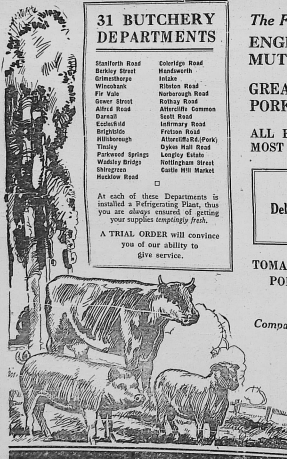 31 BUTCHERY
DEPARTMENTS
Staniforth Road
Berkley Street
Grimesthorpe
Wincobank
Fir Vale
Gower Street
Alfred Road
Darnall
Ecclesfield
Brightside
Hillsborough
Tinsley
Parkwood Springs
Wadsley Bridge
Shiregreen
Hucklow Road
Coleridge Road
Handsworth
Intake
Ribston Road
Norborough Road
Rothay Road
Attercliffe Common
Scott Road
Infirmary Road
Fretson Road
Attercliffe Rd. (Pork)
Dykes Hall Road
Longley Estate
Nottingham Street
Castle Hill Market
At each of these Departments is
installed a Refrigerating Plant, thus
you are always ensured of getting
your supplies temptingly fresh.
A TRIAL ORDER will convince
you of our ability to
give service.
The F
ENGI
MUT
GREA
PORK
ALL
MOST
Del
TOMA
PO
Compa